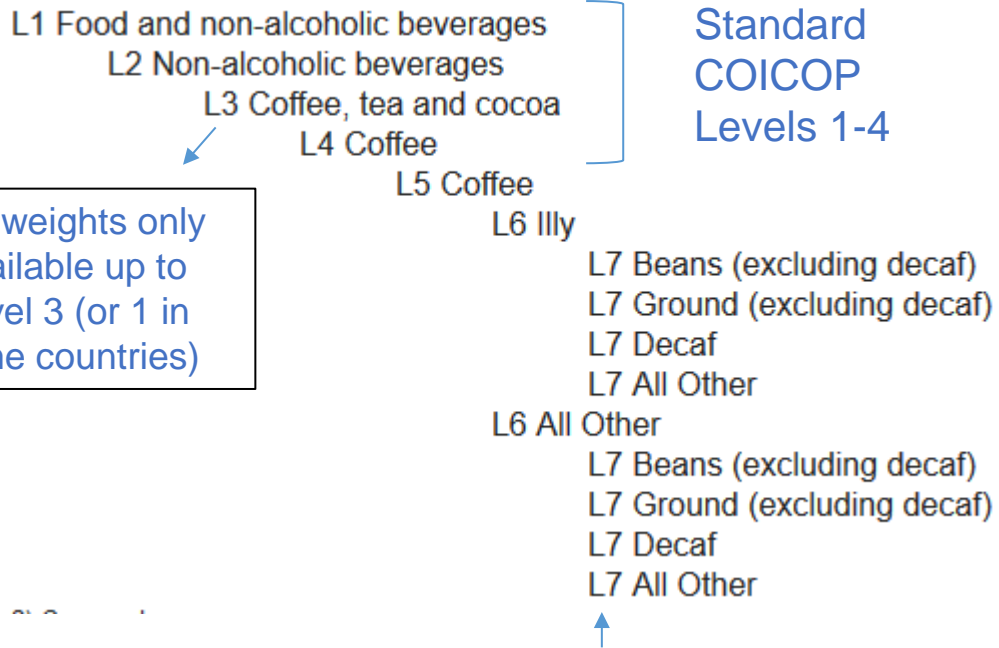 L1 Food and non-alcoholic beverages
L2 Non-alcoholic beverages
L3 Coffee, tea and cocoa
L4 Coffee
L5 Coffee
L6 Illy
L7 Beans (excluding decaf)
L7 Ground (excluding decaf)
L7 Decaf
L7 All Other
L6 All Other
L7 Beans (excluding decaf)
L7 Ground (excluding decaf)
L7 Decaf
L7 All Other
Standard
COICOP
Levels 1-4
weights only
up to
3 (or 1 in
countries)